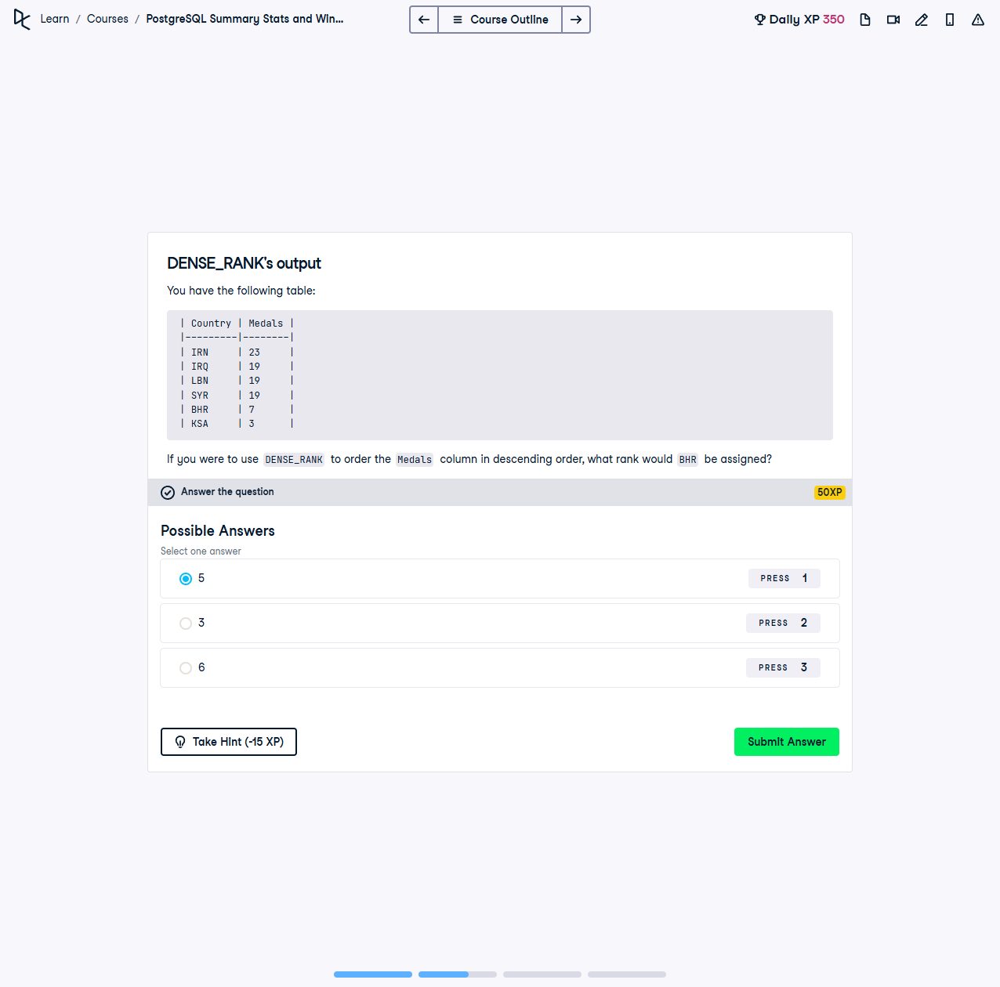 Learn / Courses / PostgreSQL Summary Stats and Win...
Course Outline
Daily XP 350
DENSE_RANK's output
You have the following table:
| Country | Medals |
|---------|--------|
| IRN     | 23     |
| IRQ     | 19     |
| LBN     | 19     |
| SYR     | 19     |
| BHR     | 7      |
| KSA     | 3      |
If you were to use DENSE_RANK to order the Medals column in descending order, what rank would BHR be assigned?
Answer the question
50XP
Possible Answers
Select one answer
5
PRESS 1
3
PRESS 2
6
PRESS 3
Take Hint (-15 XP)
Submit Answer